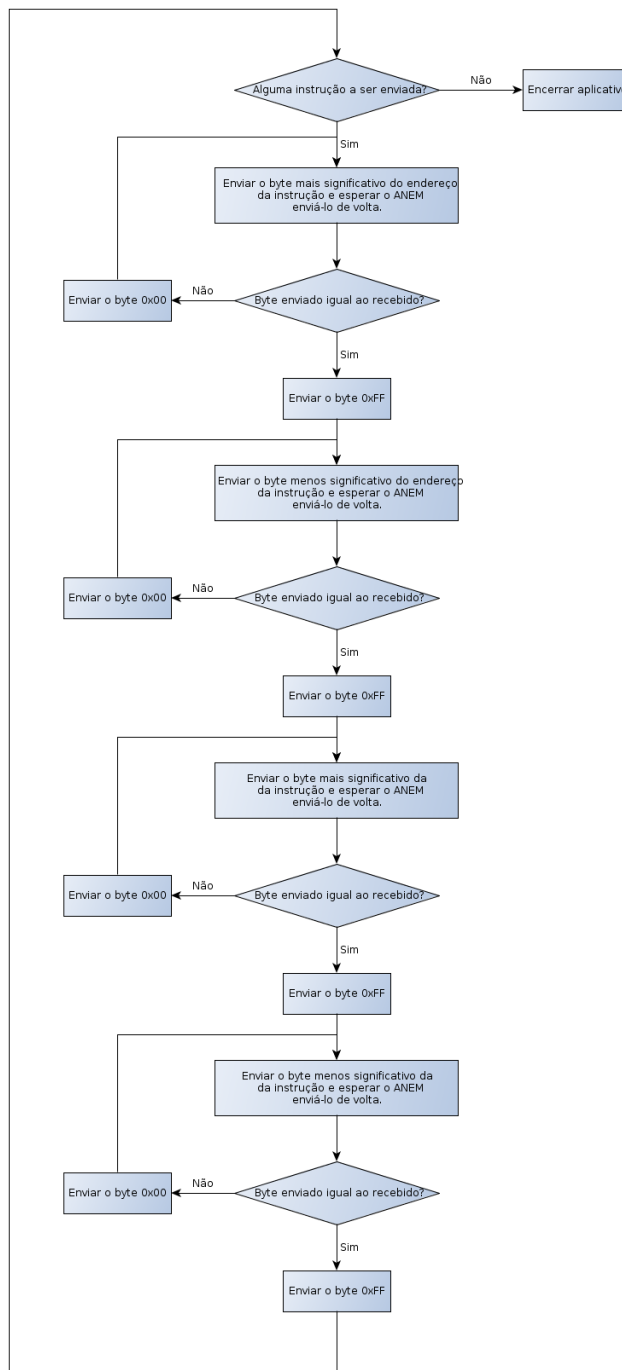 Alguma instrução a ser enviada?
Não
Encerrar aplicativo
Sim
Enviar o byte mais significativo do endereço
da instrução e esperar o ANEM
enviá-lo de volta.
Enviar o byte 0x00
Não
Byte enviado igual ao recebido?
Sim
Enviar o byte 0xFF
Enviar o byte menos significativo do endereço
da instrução e esperar o ANEM
enviá-lo de volta.
Enviar o byte 0x00
Não
Byte enviado igual ao recebido?
Sim
Enviar o byte 0xFF
Enviar o byte mais significativo da
da instrução e esperar o ANEM
enviá-lo de volta.
Enviar o byte 0x00
Não
Byte enviado igual ao recebido?
Sim
Enviar o byte 0xFF
Enviar o byte menos significativo da
da instrução e esperar o ANEM
enviá-lo de volta.
Enviar o byte 0x00
Não
Byte enviado igual ao recebido?
Sim
Enviar o byte 0xFF